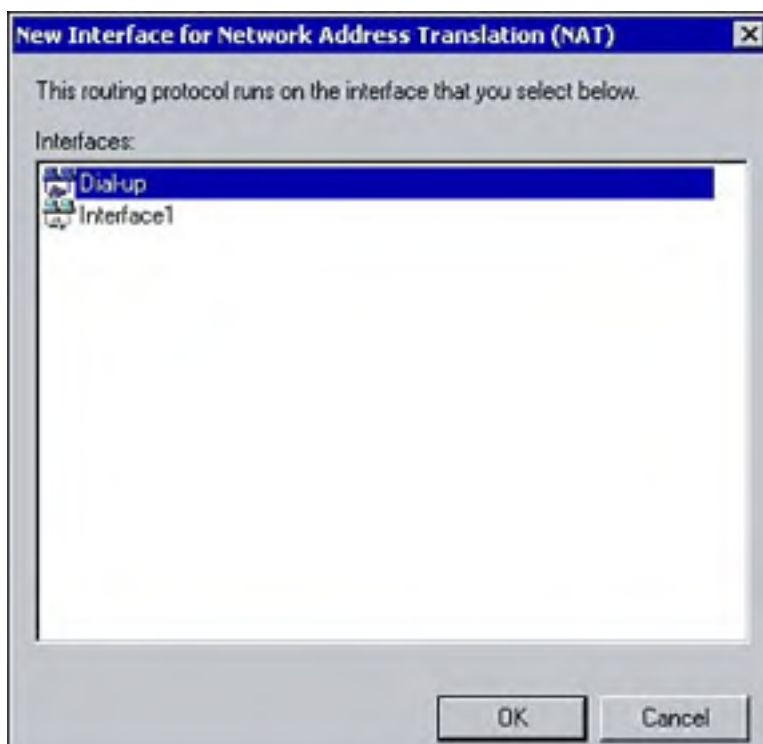 New Interface for Network Address Translation (NAT)
This routing protocol runs on the interface that you select below.
Interfaces:
Dial-up
Interface1
OK Cancel